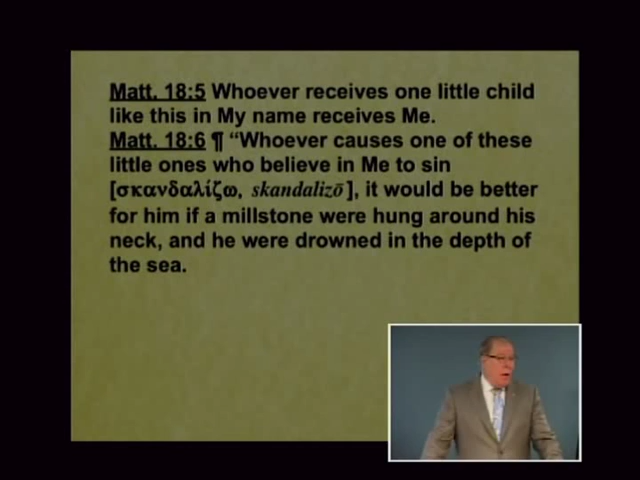 Matt. 18:5 Whoever receives one little child
like this in My name receives Me.
Matt. 18:6 ¶ “Whoever causes one of these
little ones who believe in Me to sin
[σκανδαλίζω, skandalizō], it would be better
for him if a millstone were hung around his
neck, and he were drowned in the depth of
the sea.